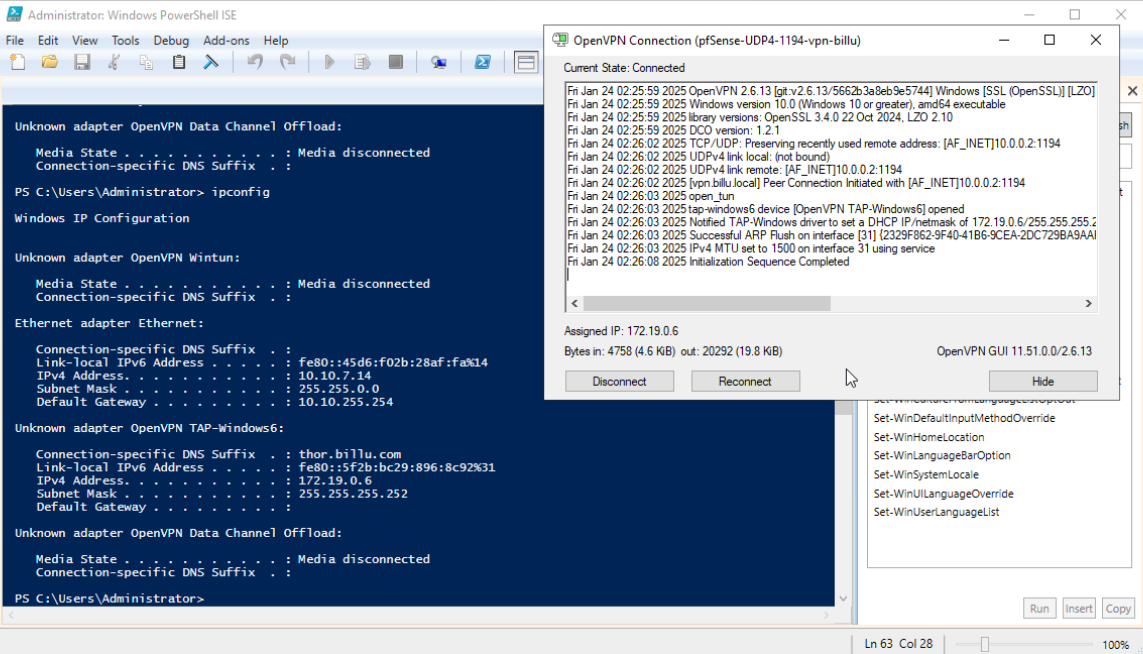 Administrator: Windows PowerShell ISE
File Edit View Tools Debug Add-ons Help
Unknown adapter OpenVPN Data Channel Offload:
Media State . . . . . . . . . . . : Media disconnected
Connection-specific DNS Suffix . :
PS C:\Users\Administrator> ipconfig
Windows IP Configuration
Unknown adapter OpenVPN Wintun:
Media State . . . . . . . . . . . : Media disconnected
Connection-specific DNS Suffix . :
Ethernet adapter Ethernet:
Connection-specific DNS Suffix . :
Link-local IPv6 Address . . . . . : fe80::45d6:f02b:28af:fa%14
IPv4 Address. . . . . . . . . . . : 10.10.7.14
Subnet Mask . . . . . . . . . . . : 255.255.0.0
Default Gateway . . . . . . . . . : 10.10.255.254
Unknown adapter OpenVPN TAP-Windows6:
Connection-specific DNS Suffix . : thor.billu.com
Link-local IPv6 Address . . . . . : fe80::5f2b:bc29:896:8c92%31
IPv4 Address. . . . . . . . . . . : 172.19.0.6
Subnet Mask . . . . . . . . . . . : 255.255.255.252
Default Gateway . . . . . . . . . :
Unknown adapter OpenVPN Data Channel Offload:
Media State . . . . . . . . . . . : Media disconnected
Connection-specific DNS Suffix . :
PS C:\Users\Administrator>
OpenVPN Connection (pfSense-UDP4-1194-vpn-billu)
Current State: Connected
Fri Jan 24 02:25:59 2025 OpenVPN 2.6.13 [git:v2.6.13/5662b3a8eb9e5744] Windows [SSL (OpenSSL)] [LZO]
Fri Jan 24 02:25:59 2025 Windows version 10.0 (Windows 10 or greater), amd64 executable
Fri Jan 24 02:25:59 2025 library versions: OpenSSL 3.4.0 22 Oct 2024, LZO 2.10
Fri Jan 24 02:25:59 2025 DCO version: 1.2.1
Fri Jan 24 02:26:02 2025 TCP/UDP: Preserving recently used remote address: [AF_INET]10.0.0.2:1194
Fri Jan 24 02:26:02 2025 UDPv4 link local: (not bound)
Fri Jan 24 02:26:02 2025 UDPv4 link remote: [AF_INET]10.0.0.2:1194
Fri Jan 24 02:26:02 2025 [vpn.billu.local] Peer Connection Initiated with [AF_INET]10.0.0.2:1194
Fri Jan 24 02:26:03 2025 open_tun
Fri Jan 24 02:26:03 2025 tap-windows6 device [OpenVPN TAP-Windows6] opened
Fri Jan 24 02:26:03 2025 Notified TAP-Windows driver to set a DHCP IP/netmask of 172.19.0.6/255.255.255.2
Fri Jan 24 02:26:03 2025 Successful ARP Flush on interface [31] {2329F862-9F40-41B6-9CEA-2DC729BA9AA
Fri Jan 24 02:26:03 2025 IPv4 MTU set to 1500 on interface 31 using service
Fri Jan 24 02:26:08 2025 Initialization Sequence Completed
Assigned IP: 172.19.0.6
Bytes in: 4758 (4.6 KiB) out: 20292 (19.8 KiB)
OpenVPN GUI 11.51.0.0/2.6.13
Disconnect Reconnect Hide
Set-WinDefaultInputMethodOverride
Set-WinHomeLocation
Set-WinLanguageBarOption
Set-WinSystemLocale
Set-WinUILanguageOverride
Set-WinUserLanguageList
Run Insert Copy
Ln 63 Col 28 100%